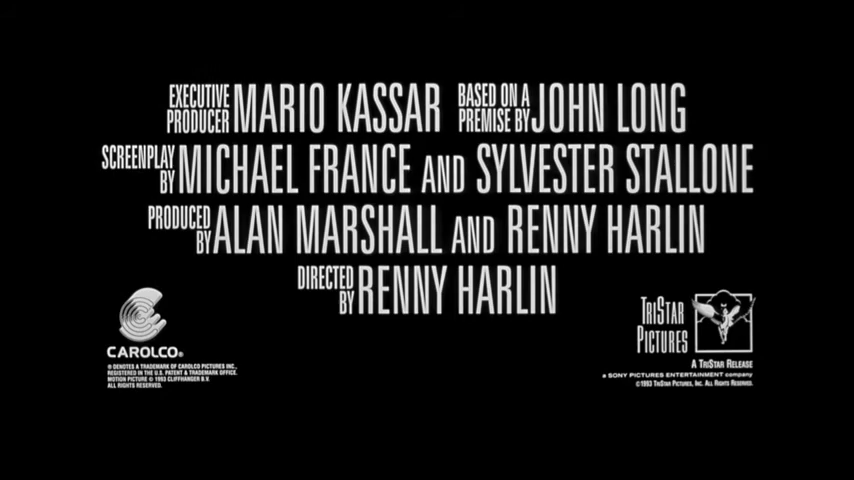 EXECUTIVE PRODUCER MARIO KASSAR BASED ON A PREMISE BY JOHN LONG
SCREENPLAY BY MICHAEL FRANCE AND SYLVESTER STALLONE
PRODUCED BY ALAN MARSHALL AND RENNY HARLIN
DIRECTED BY RENNY HARLIN
CAROLCO®
® DENOTES A TRADEMARK OF CAROLCO PICTURES INC.,
REGISTERED IN THE U.S. PATENT & TRADEMARK OFFICE.
MOTION PICTURE © 1993 CLIFFHANGER B.V.
ALL RIGHTS RESERVED.
TRISTAR
PICTURES
A TRISTAR RELEASE
a SONY PICTURES ENTERTAINMENT company
©1993 TRISTAR PICTURES, INC. ALL RIGHTS RESERVED.